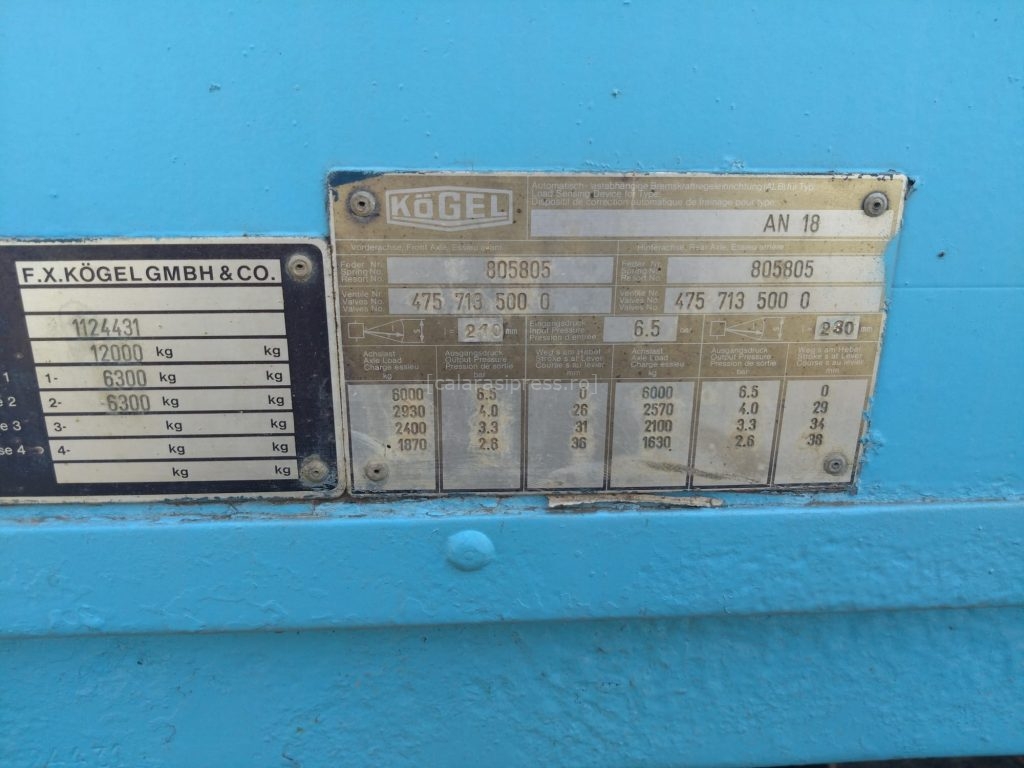 F.X.KÖGEL GMBH & CO.
1124431
12000 kg kg
1 1- 6300 kg kg
2 2- 6300 kg kg
3 3- kg kg
se 4 4- kg kg
kg kg
KÖGEL
Automatisch- lastabhängige Bremskraftregeleinrichtung (ALB) für Typ:
Load Sensing Device for Type:
Dispositif de correction automatique de freinage pour type:
AN 18
Vorderachse, Front Axle, Essieu avant
Hinterachse, Rear Axle, Essieu arrière
Feder Nr. 805805 Feder Nr. 805805
Spring No. Spring No.
Resort No. Resort No.
Ventile Nr. 475 713 500 0 Ventile Nr. 475 713 500 0
Valves No. Valves No.
Valves No. Valves No.
S l = mm Eingangsdruck 6.5 bar S l = 230 mm
Input Pressure
Pression d'entrée
Achslast Ausgangsdruck Weg s am Hebel Achslast Ausgangsdruck Weg s am Hebel
Axle Load Output Pressure Stroke s at Lever Axle Load Output Pressure Stroke s at Lever
Charge essieu Pression de sortie Course s au levier Charge essieu Pression de sortie Course s au levier
kg bar mm kg bar mm
6000 6.5 0 6000 6.5 0
2930 4.0 26 2570 4.0 29
2400 3.3 31 2100 3.3 34
1870 2.6 36 1630 2.6 38
[calarasipress.ro]